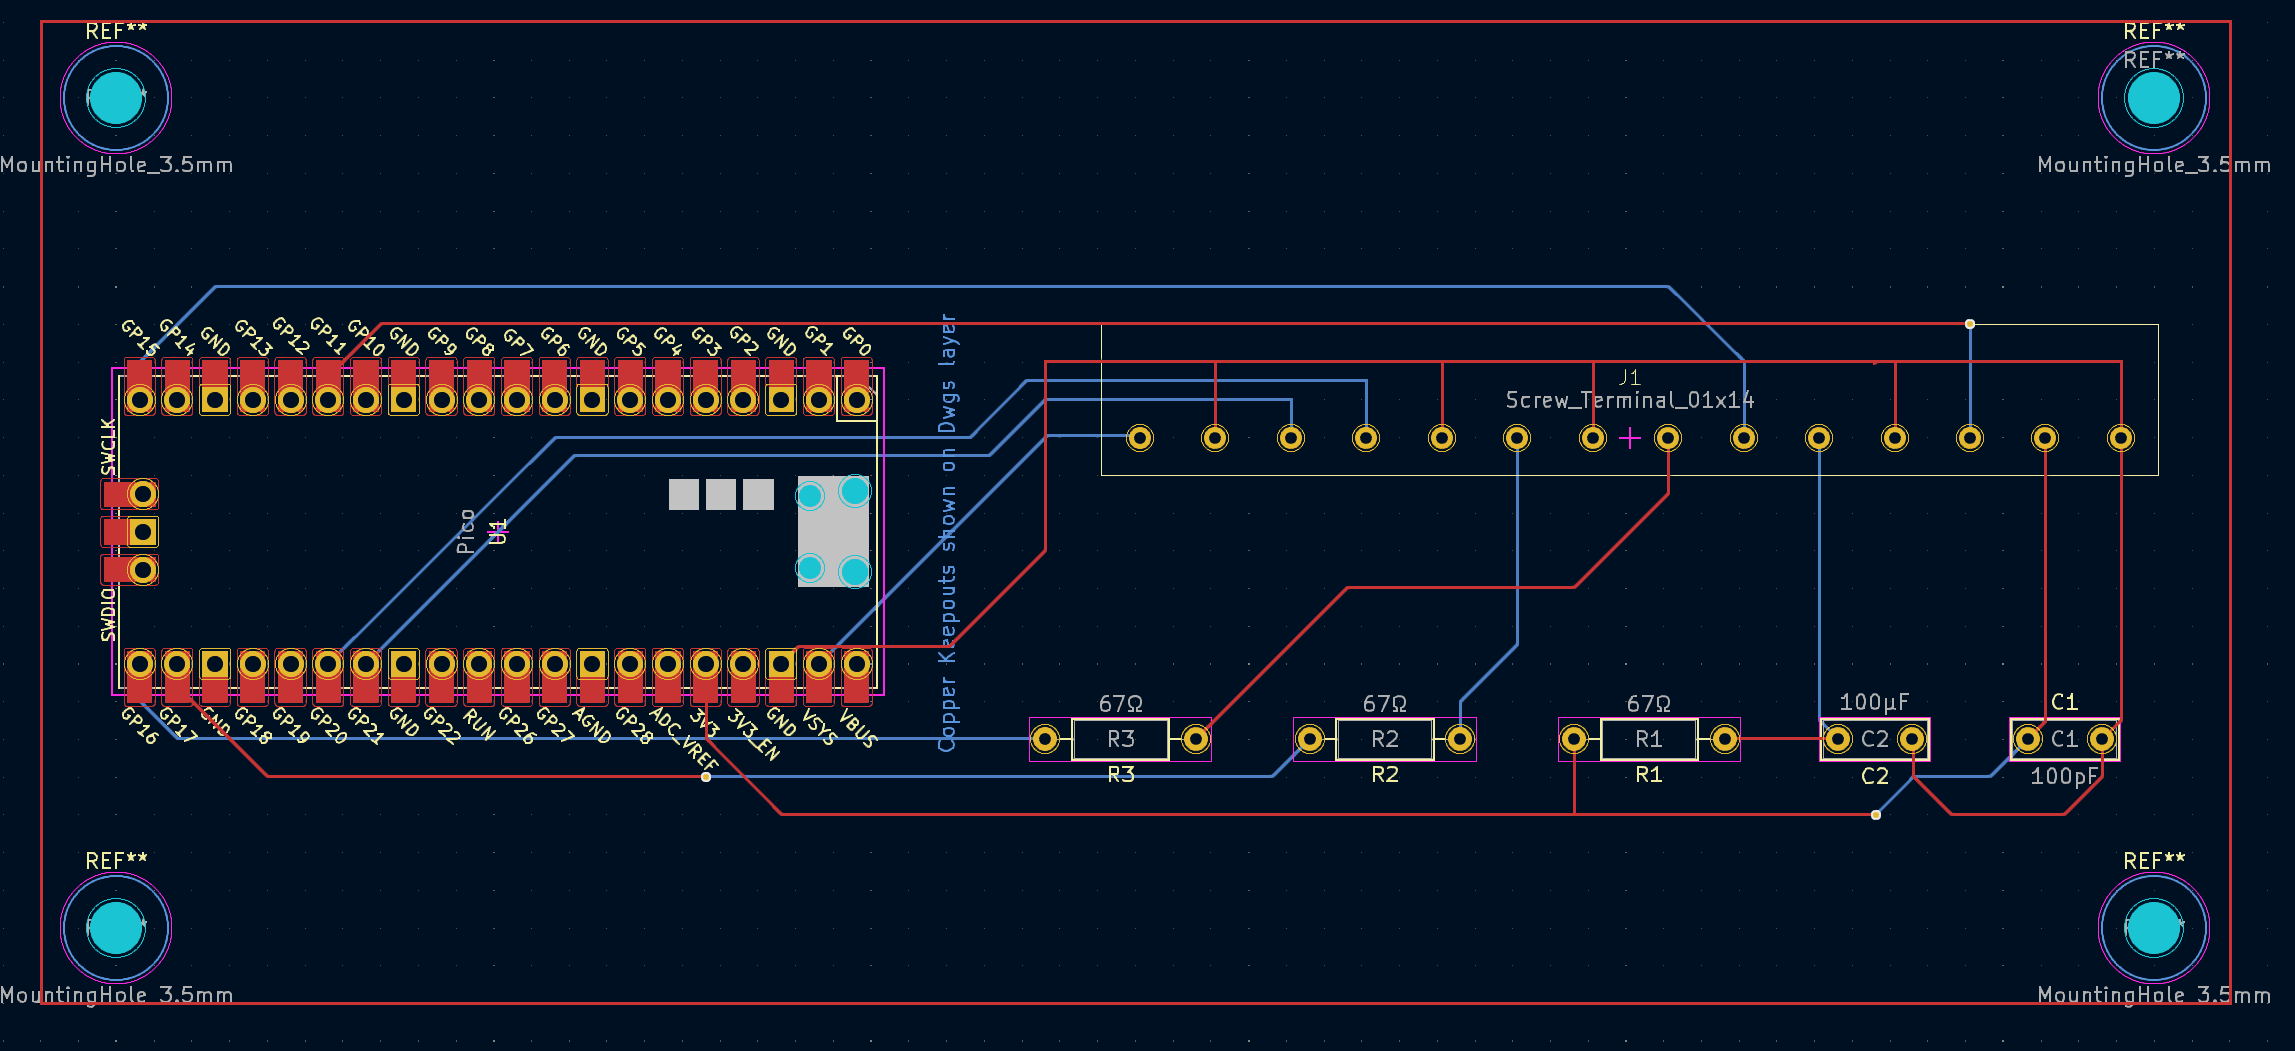 REF**
REF**
REF**
MountingHole_3.5mm
MountingHole_3.5mm
GP15
GP14
GND
GP13
GP12
GP11
GP10
GND
GP9
GP8
GP7
GP6
GND
GP5
GP4
GP3
GP2
GND
GP1
GP0
J1
Screw_Terminal_01x14
SWCLK
Pico
U1
SWDIO
Copper Keepouts shown on Dwgs layer
GP16
GP17
GND
GP18
GP19
GP20
GP21
GND
GP22
RUN
GP26
GP27
AGND
GP28
ADC_VREF
3V3
3V3_EN
GND
VSYS
VBUS
67Ω
R3
R3
67Ω
R2
R2
67Ω
R1
R1
100µF
C2
C2
C1
C1
100pF
REF**
REF**
MountingHole_3.5mm
MountingHole_3.5mm